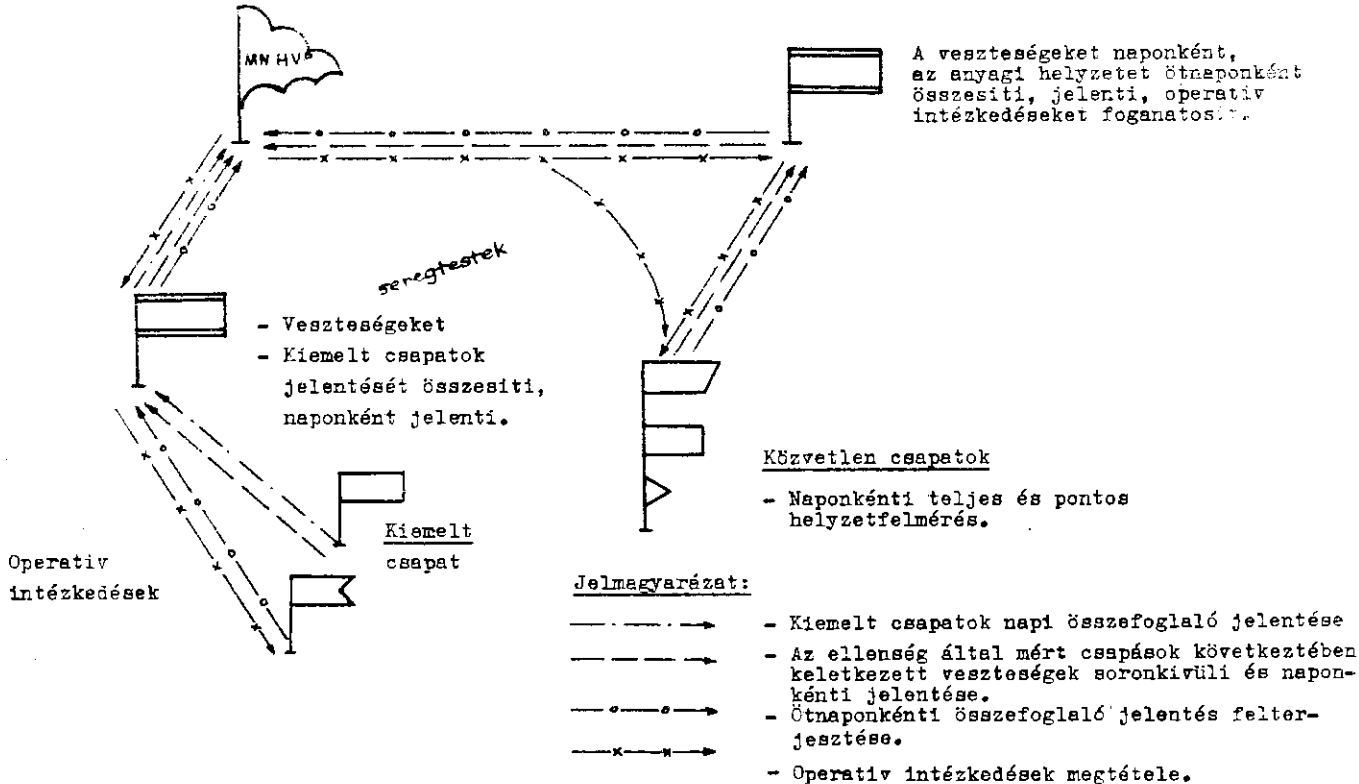 MN HV
A veszteségeket naponként,
az anyagi helyzetet ötnaponként
összesiti, jelenti, operativ
intézkedéseket
seregtestek
- Veszteségeket
- Kiemelt csapatok
jelentését összesiti,
naponként jelenti.
Közvetlen csapatok
- Naponkénti teljes és pontos
helyzetfelmérés.
Kiemelt
csapat
Operativ
intézkedések
Jelmagyarázat:
- Kiemelt csapatok napi összefoglaló jelentése
- Az ellenség által mért csapások következtében
keletkezett veszteségek soronkivüli és napon-
kénti jelentése.
- Ötnaponkénti összefoglaló jelentés felter-
jesztése.
- Operativ intézkedések megtétele.